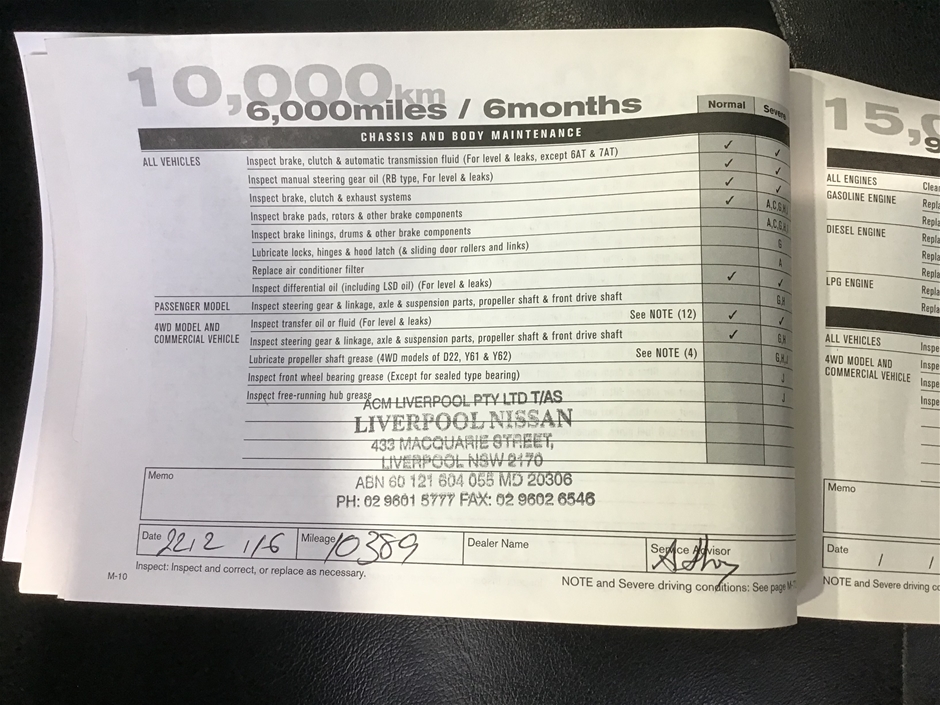 10,000km
6,000miles / 6months
Normal Severe
CHASSIS AND BODY MAINTENANCE
ALL VEHICLES Inspect brake, clutch & automatic transmission fluid (For level & leaks, except 6AT & 7AT) ✓ ✓
Inspect manual steering gear oil (RB type, For level & leaks) ✓ ✓
Inspect brake, clutch & exhaust systems ✓ ✓
Inspect brake pads, rotors & other brake components ✓ A,C,G,H,
Inspect brake linings, drums & other brake components A,C,G,H,
Lubricate locks, hinges & hood latch (& sliding door rollers and links) G
Replace air conditioner filter A
Inspect differential oil (including LSD oil) (For level & leaks) ✓ ✓
PASSENGER MODEL Inspect steering gear & linkage, axle & suspension parts, propeller shaft & front drive shaft G,H
4WD MODEL AND COMMERCIAL VEHICLE Inspect transfer oil or fluid (For level & leaks) See NOTE (12) ✓ ✓
Inspect steering gear & linkage, axle & suspension parts, propeller shaft & front drive shaft ✓ G,H
Lubricate propeller shaft grease (4WD models of D22, Y61 & Y62) See NOTE (4) G,H,J
Inspect front wheel bearing grease (Except for sealed type bearing) J
Inspect free-running hub grease J
ACM LIVERPOOL PTY LTD T/AS
LIVERPOOL NISSAN
433 MACQUARIE STREET,
LIVERPOOL NSW 2170
ABN 60 121 604 055 MD 20306
PH: 02 9601 5777 FAX: 02 9602 6546
Memo
Date Mileage 10389 Dealer Name Service Advisor
M-10 Inspect: Inspect and correct, or replace as necessary.
NOTE and Severe driving conditions: See page M-
15,
ALL ENGINES
GASOLINE ENGINE
DIESEL ENGINE
LPG ENGINE
ALL VEHICLES
4WD MODEL AND
COMMERCIAL VEHICLE
Memo
Date / /
NOTE and Severe driving